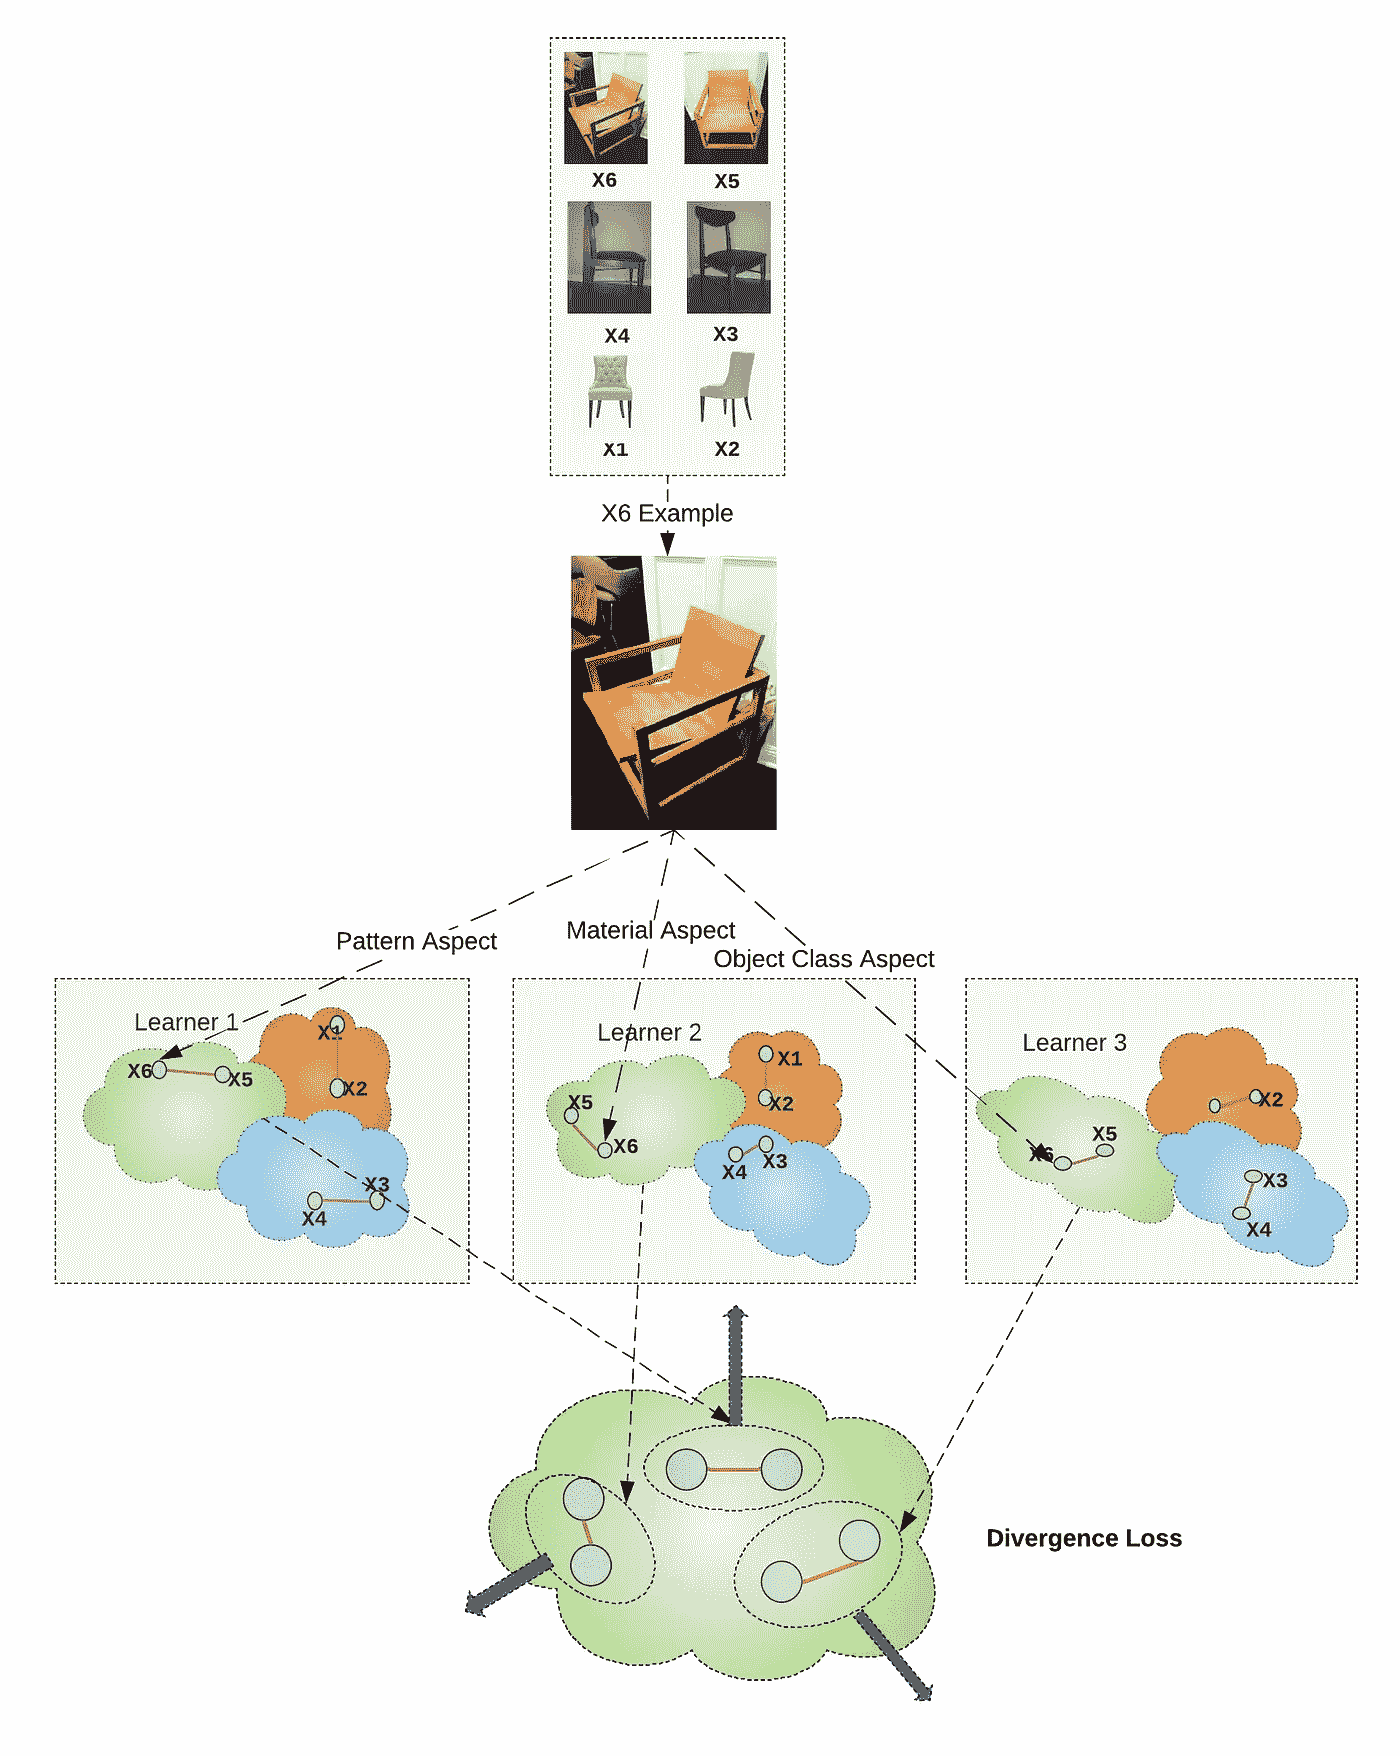 X6 X5
X4 X3
X1 X2
X6 Example
Pattern Aspect
Material Aspect
Object Class Aspect
Learner 1
X1
X6
X5
X2
X3
X4
Learner 2
X1
X5
X2
X6
X4
X3
Learner 3
X2
X5
X6
X3
X4
Divergence Loss